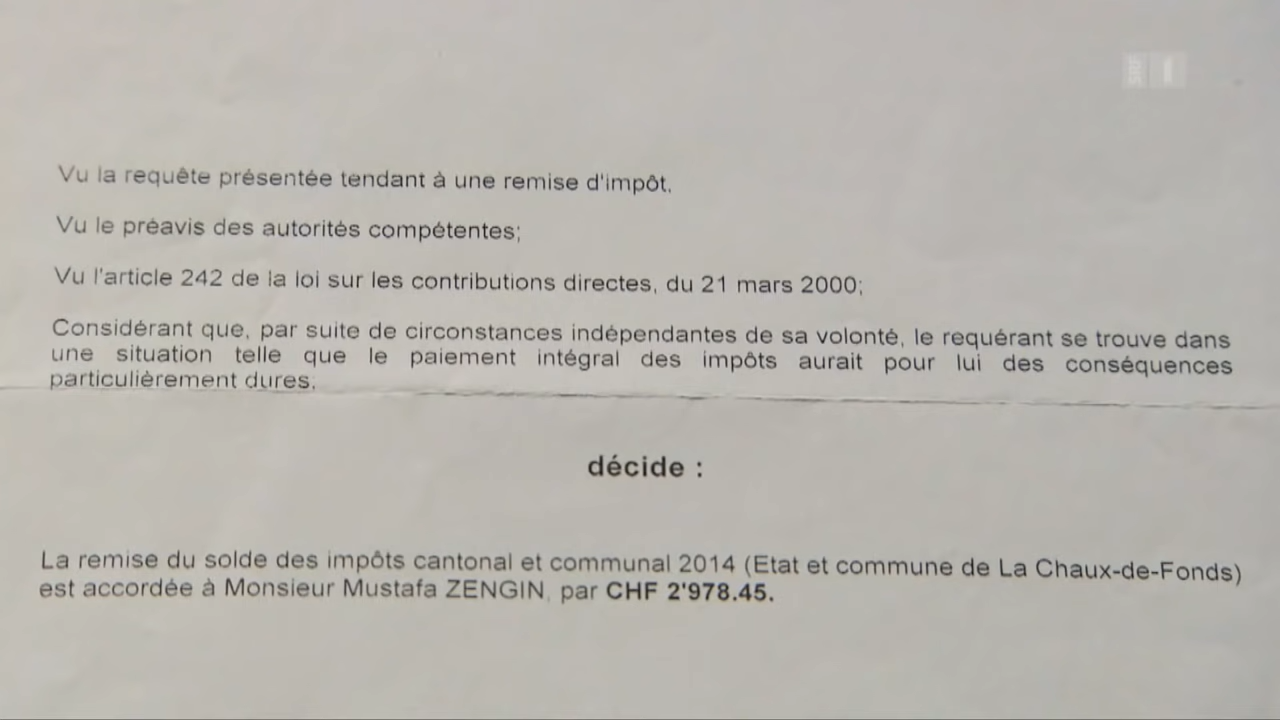 SRF 1
Vu la requête présentée tendant à une remise d'impôt,
Vu le préavis des autorités compétentes;
Vu l'article 242 de la loi sur les contributions directes, du 21 mars 2000;
Considérant que, par suite de circonstances indépendantes de sa volonté, le requérant se trouve dans
une situation telle que le paiement intégral des impôts aurait pour lui des conséquences
particulièrement dures;
décide :
La remise du solde des impôts cantonal et communal 2014 (Etat et commune de La Chaux-de-Fonds)
est accordée à Monsieur Mustafa ZENGIN, par CHF 2'978.45.